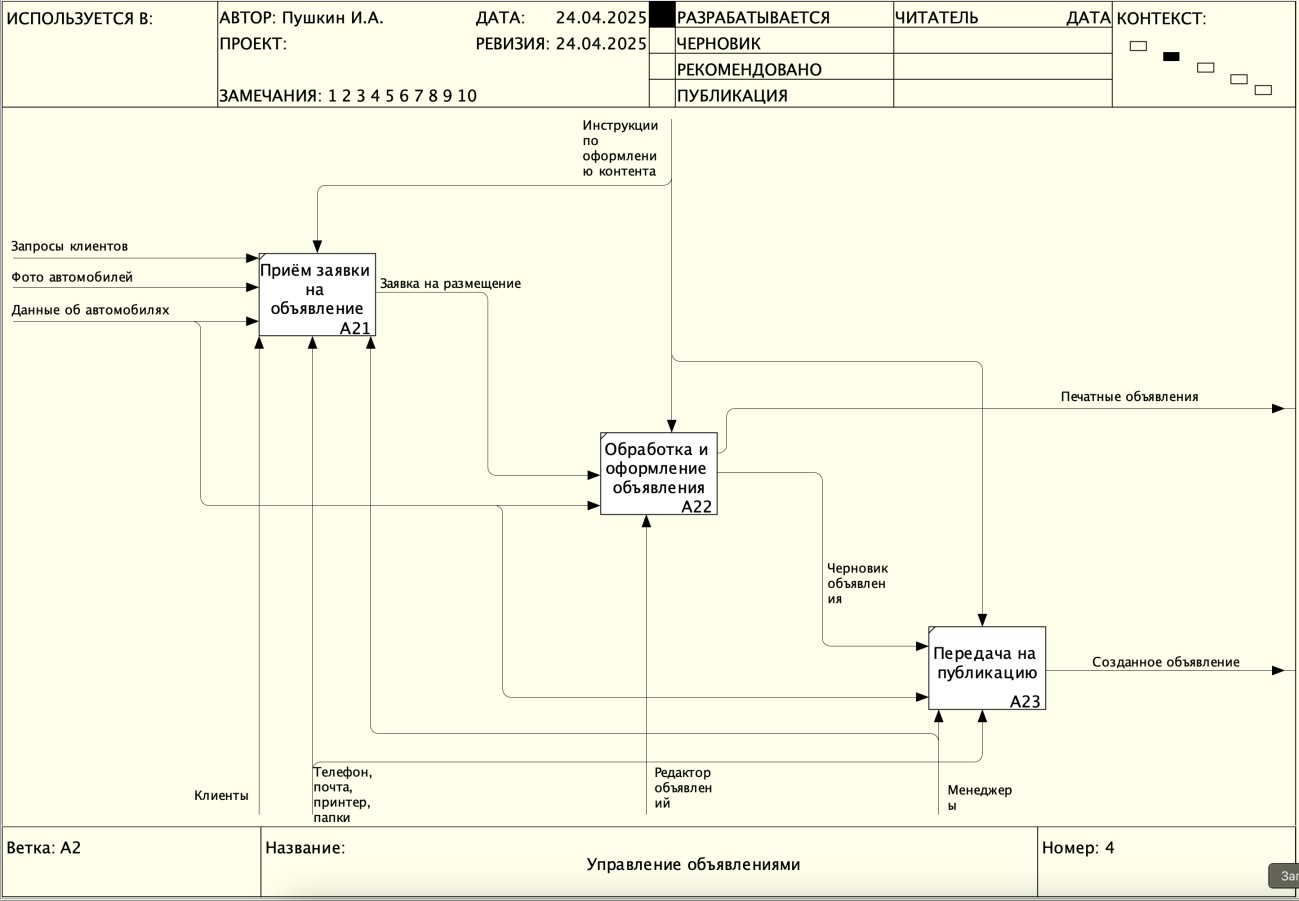 ИСПОЛЬЗУЕТСЯ В:
АВТОР: Пушкин И.А.
ДАТА: 24.04.2025
ПРОЕКТ:
РЕВИЗИЯ: 24.04.2025
ЗАМЕЧАНИЯ: 1 2 3 4 5 6 7 8 9 10
РАЗРАБАТЫВАЕТСЯ
ЧЕРНОВИК
РЕКОМЕНДОВАНО
ПУБЛИКАЦИЯ
ЧИТАТЕЛЬ
ДАТА
КОНТЕКСТ:
Инструкции
по
оформлени
ю контента
Запросы клиентов
Фото автомобилей
Данные об автомобилях
Приём заявки
на
объявление
A21
Заявка на размещение
Печатные объявления
Обработка и
оформление
объявления
A22
Черновик
объявлен
ия
Передача на
публикацию
A23
Созданное объявление
Клиенты
Телефон,
почта,
принтер,
папки
Редактор
объявлен
ий
Менеджер
ы
Ветка: A2
Название:
Управление объявлениями
Номер: 4